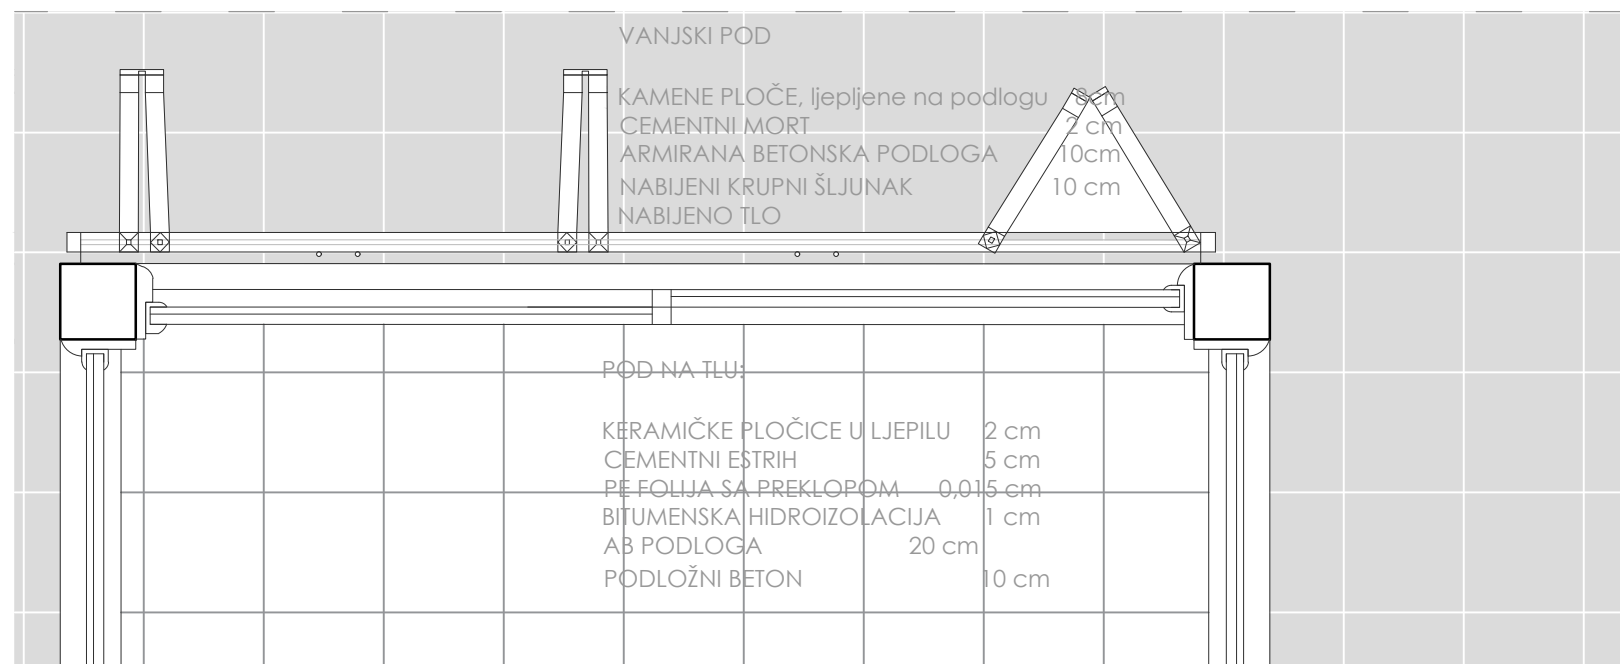 VANJSKI POD
KAMENE PLOČE, ljepljene na podlogu 8cm
CEMENTNI MORT 2 cm
ARMIRANA BETONSKA PODLOGA 10cm
NABIJENI KRUPNI ŠLJUNAK 10 cm
NABIJENO TLO
POD NA TLU:
KERAMIČKE PLOČICE U LJEPILU 2 cm
CEMENTNI ESTRIH 5 cm
PE FOLIJA SA PREKLOPOM 0,015 cm
BITUMENSKA HIDROIZOLACIJA 1 cm
AB PODLOGA 20 cm
PODLOŽNI BETON 10 cm